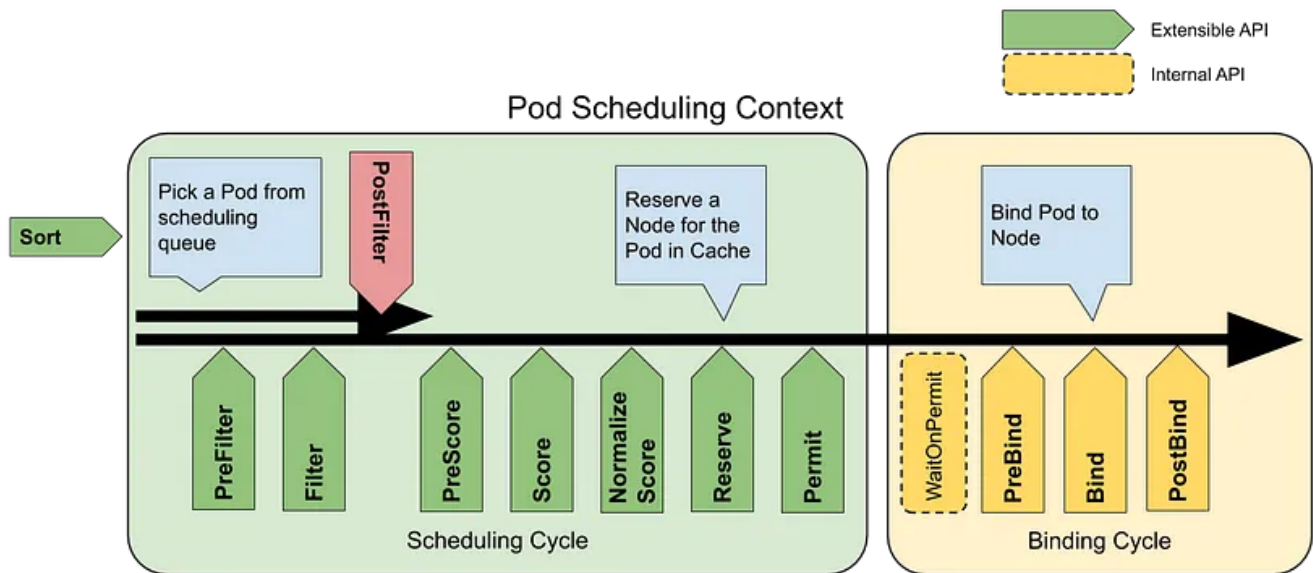 Extensible API
Internal API
Pod Scheduling Context
Sort
Pick a Pod from
scheduling
queue
PostFilter
Reserve a
Node for the
Pod in Cache
Bind Pod to
Node
PreFilter
Filter
PreScore
Score
Normalize
Score
Reserve
Permit
WaitOnPermit
PreBind
Bind
PostBind
Scheduling Cycle
Binding Cycle